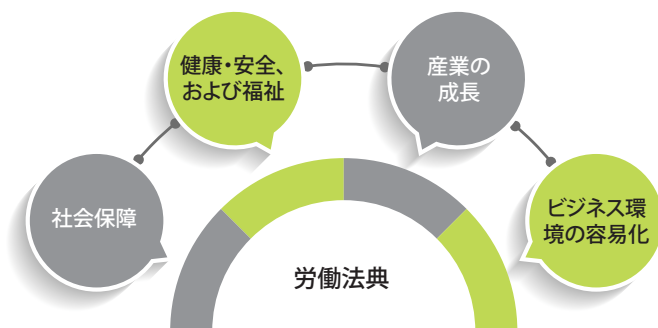 健康・安全、
および福祉
産業の
成長
社会保障
ビジネス環
境の容易化
労働法典